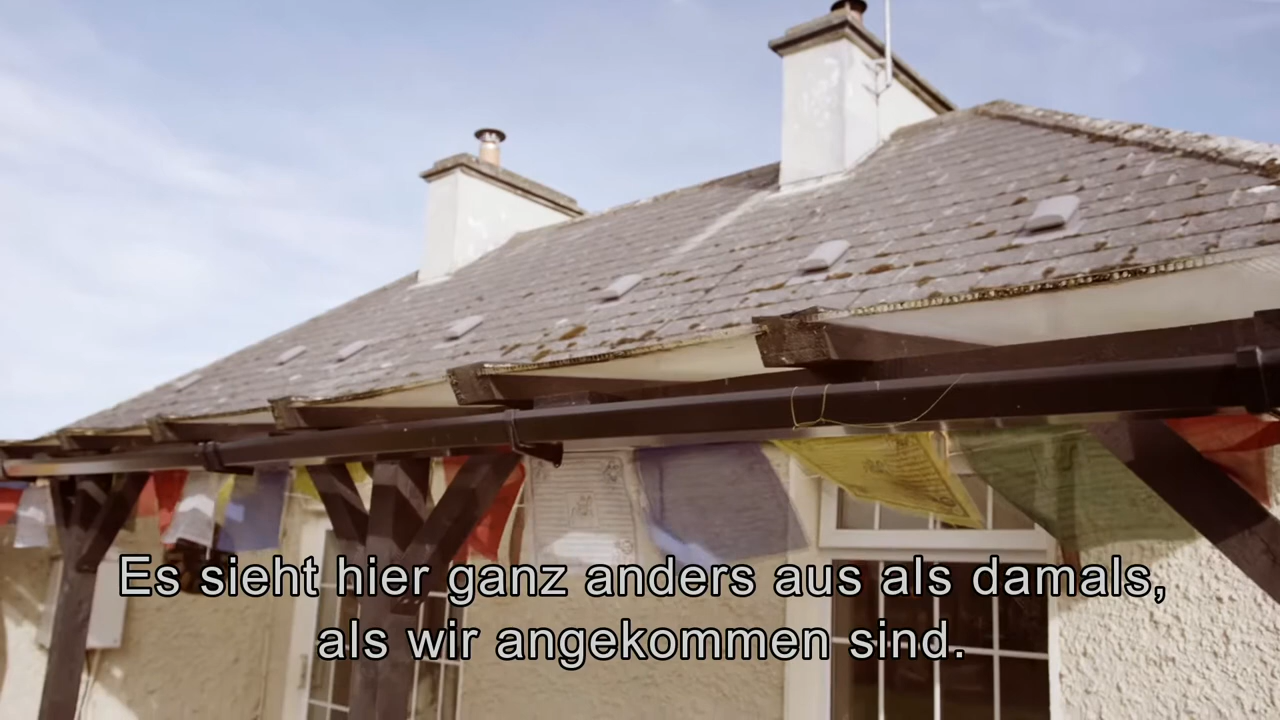 Es sieht hier ganz anders aus als damals,
als wir angekommen sind.